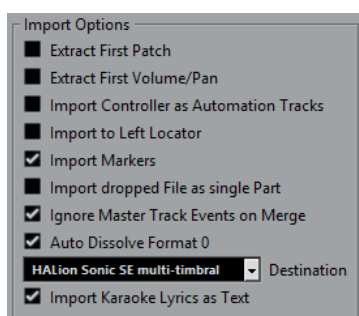 Import Options
Extract First Patch
Extract First Volume/Pan
Import Controller as Automation Tracks
Import to Left Locator
Import Markers
Import dropped File as single Part
Ignore Master Track Events on Merge
Auto Dissolve Format 0
HALion Sonic SE multi-timbral Destination
Import Karaoke Lyrics as Text